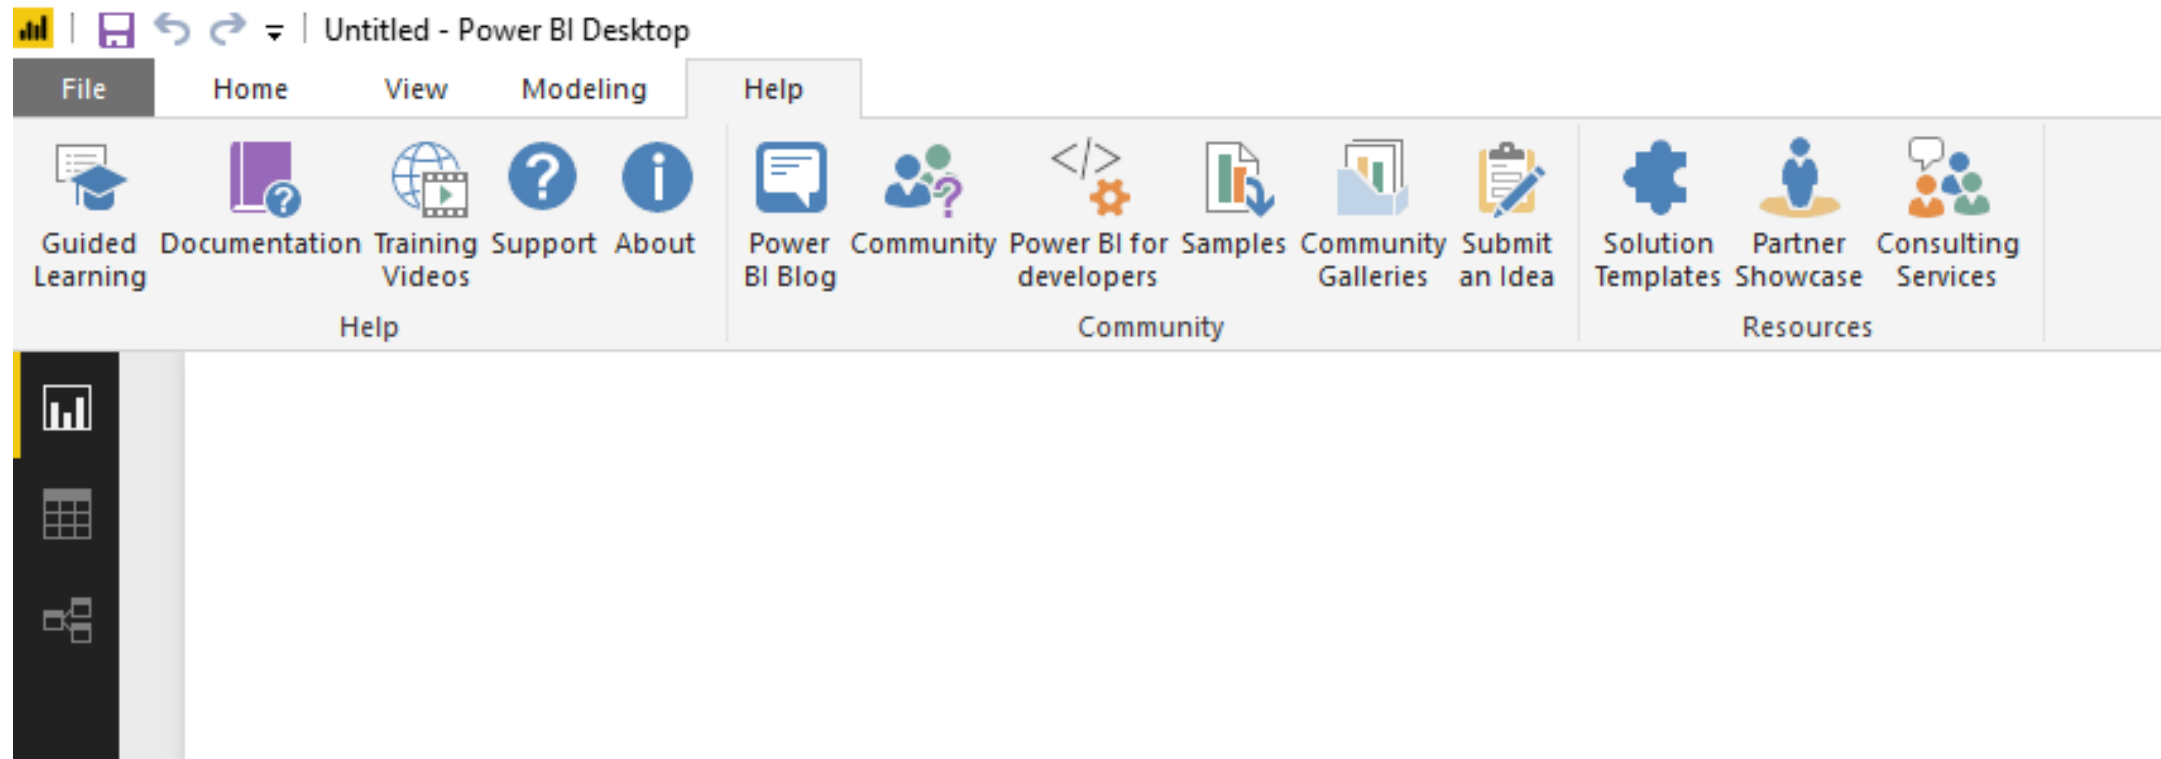 Untitled - Power BI Desktop
File Home View Modeling Help
Guided Learning
Documentation
Training Videos
Support
About
Help
Power BI Blog
Community
Power BI for developers
Samples
Community Galleries
Submit an Idea
Community
Solution Templates
Partner Showcase
Consulting Services
Resources